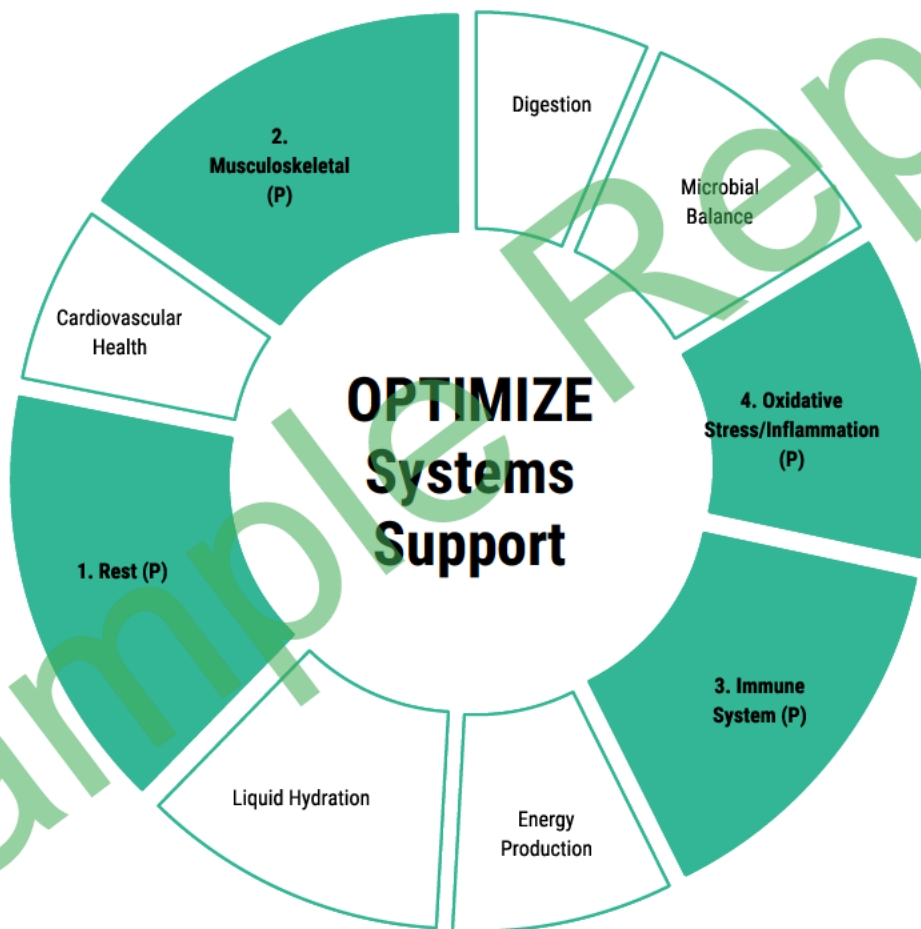 OPTIMIZE
Systems
Support
Digestion
Microbial
Balance
4. Oxidative
Stress/Inflammation
(P)
3. Immune
System (P)
Energy
Production
Liquid Hydration
1. Rest (P)
Cardiovascular
Health
2.
Musculoskeletal
(P)
ample Rep